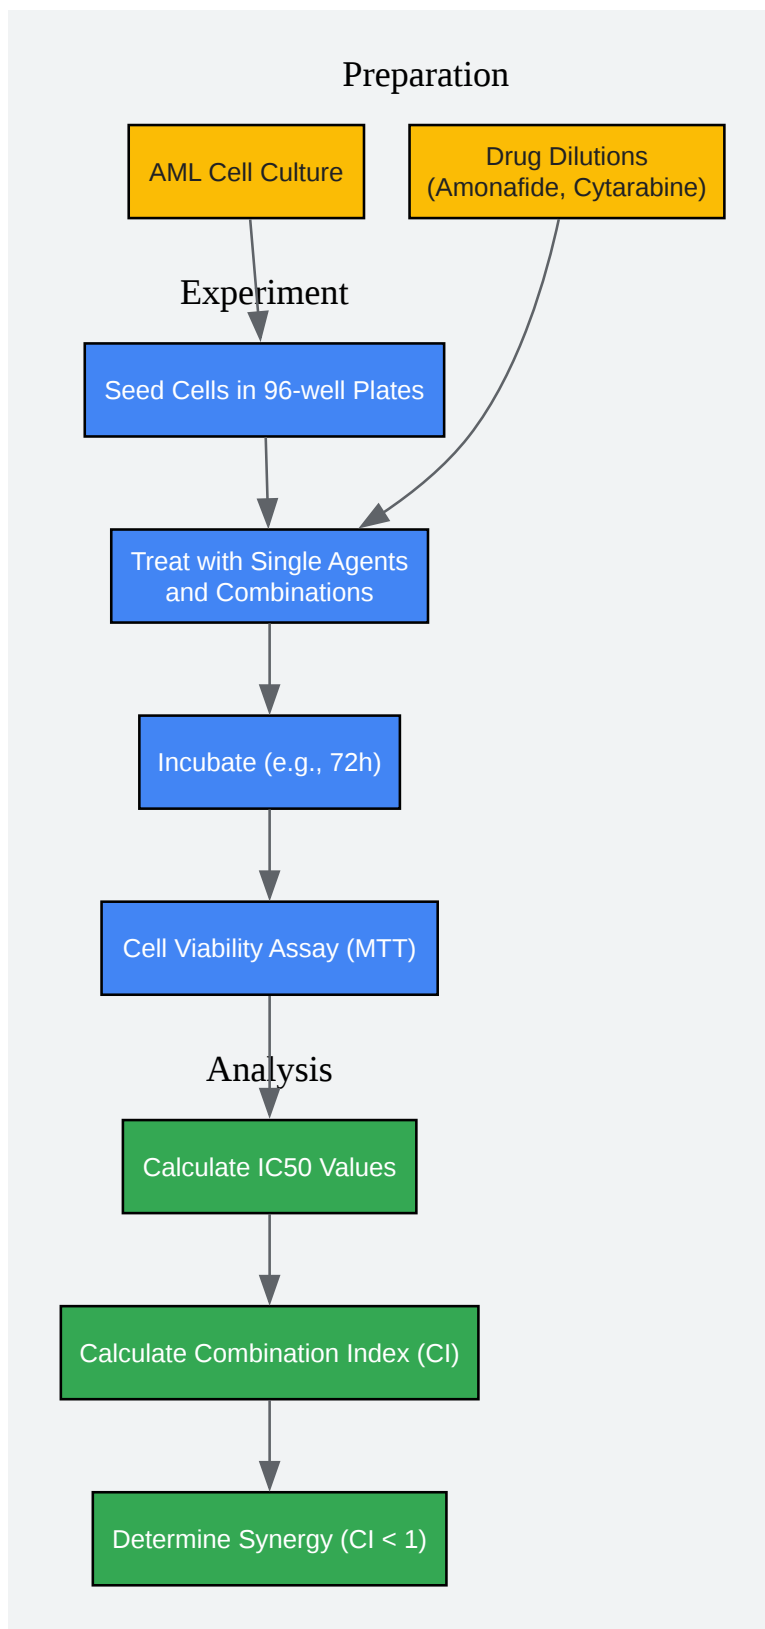 Preparation
AML Cell Culture
Drug Dilutions
(Amonafide, Cytarabine)
Experiment
Seed Cells in 96-well Plates
Treat with Single Agents
and Combinations
Incubate (e.g., 72h)
Cell Viability Assay (MTT)
Analysis
Calculate IC50 Values
Calculate Combination Index (CI)
Determine Synergy (CI < 1)